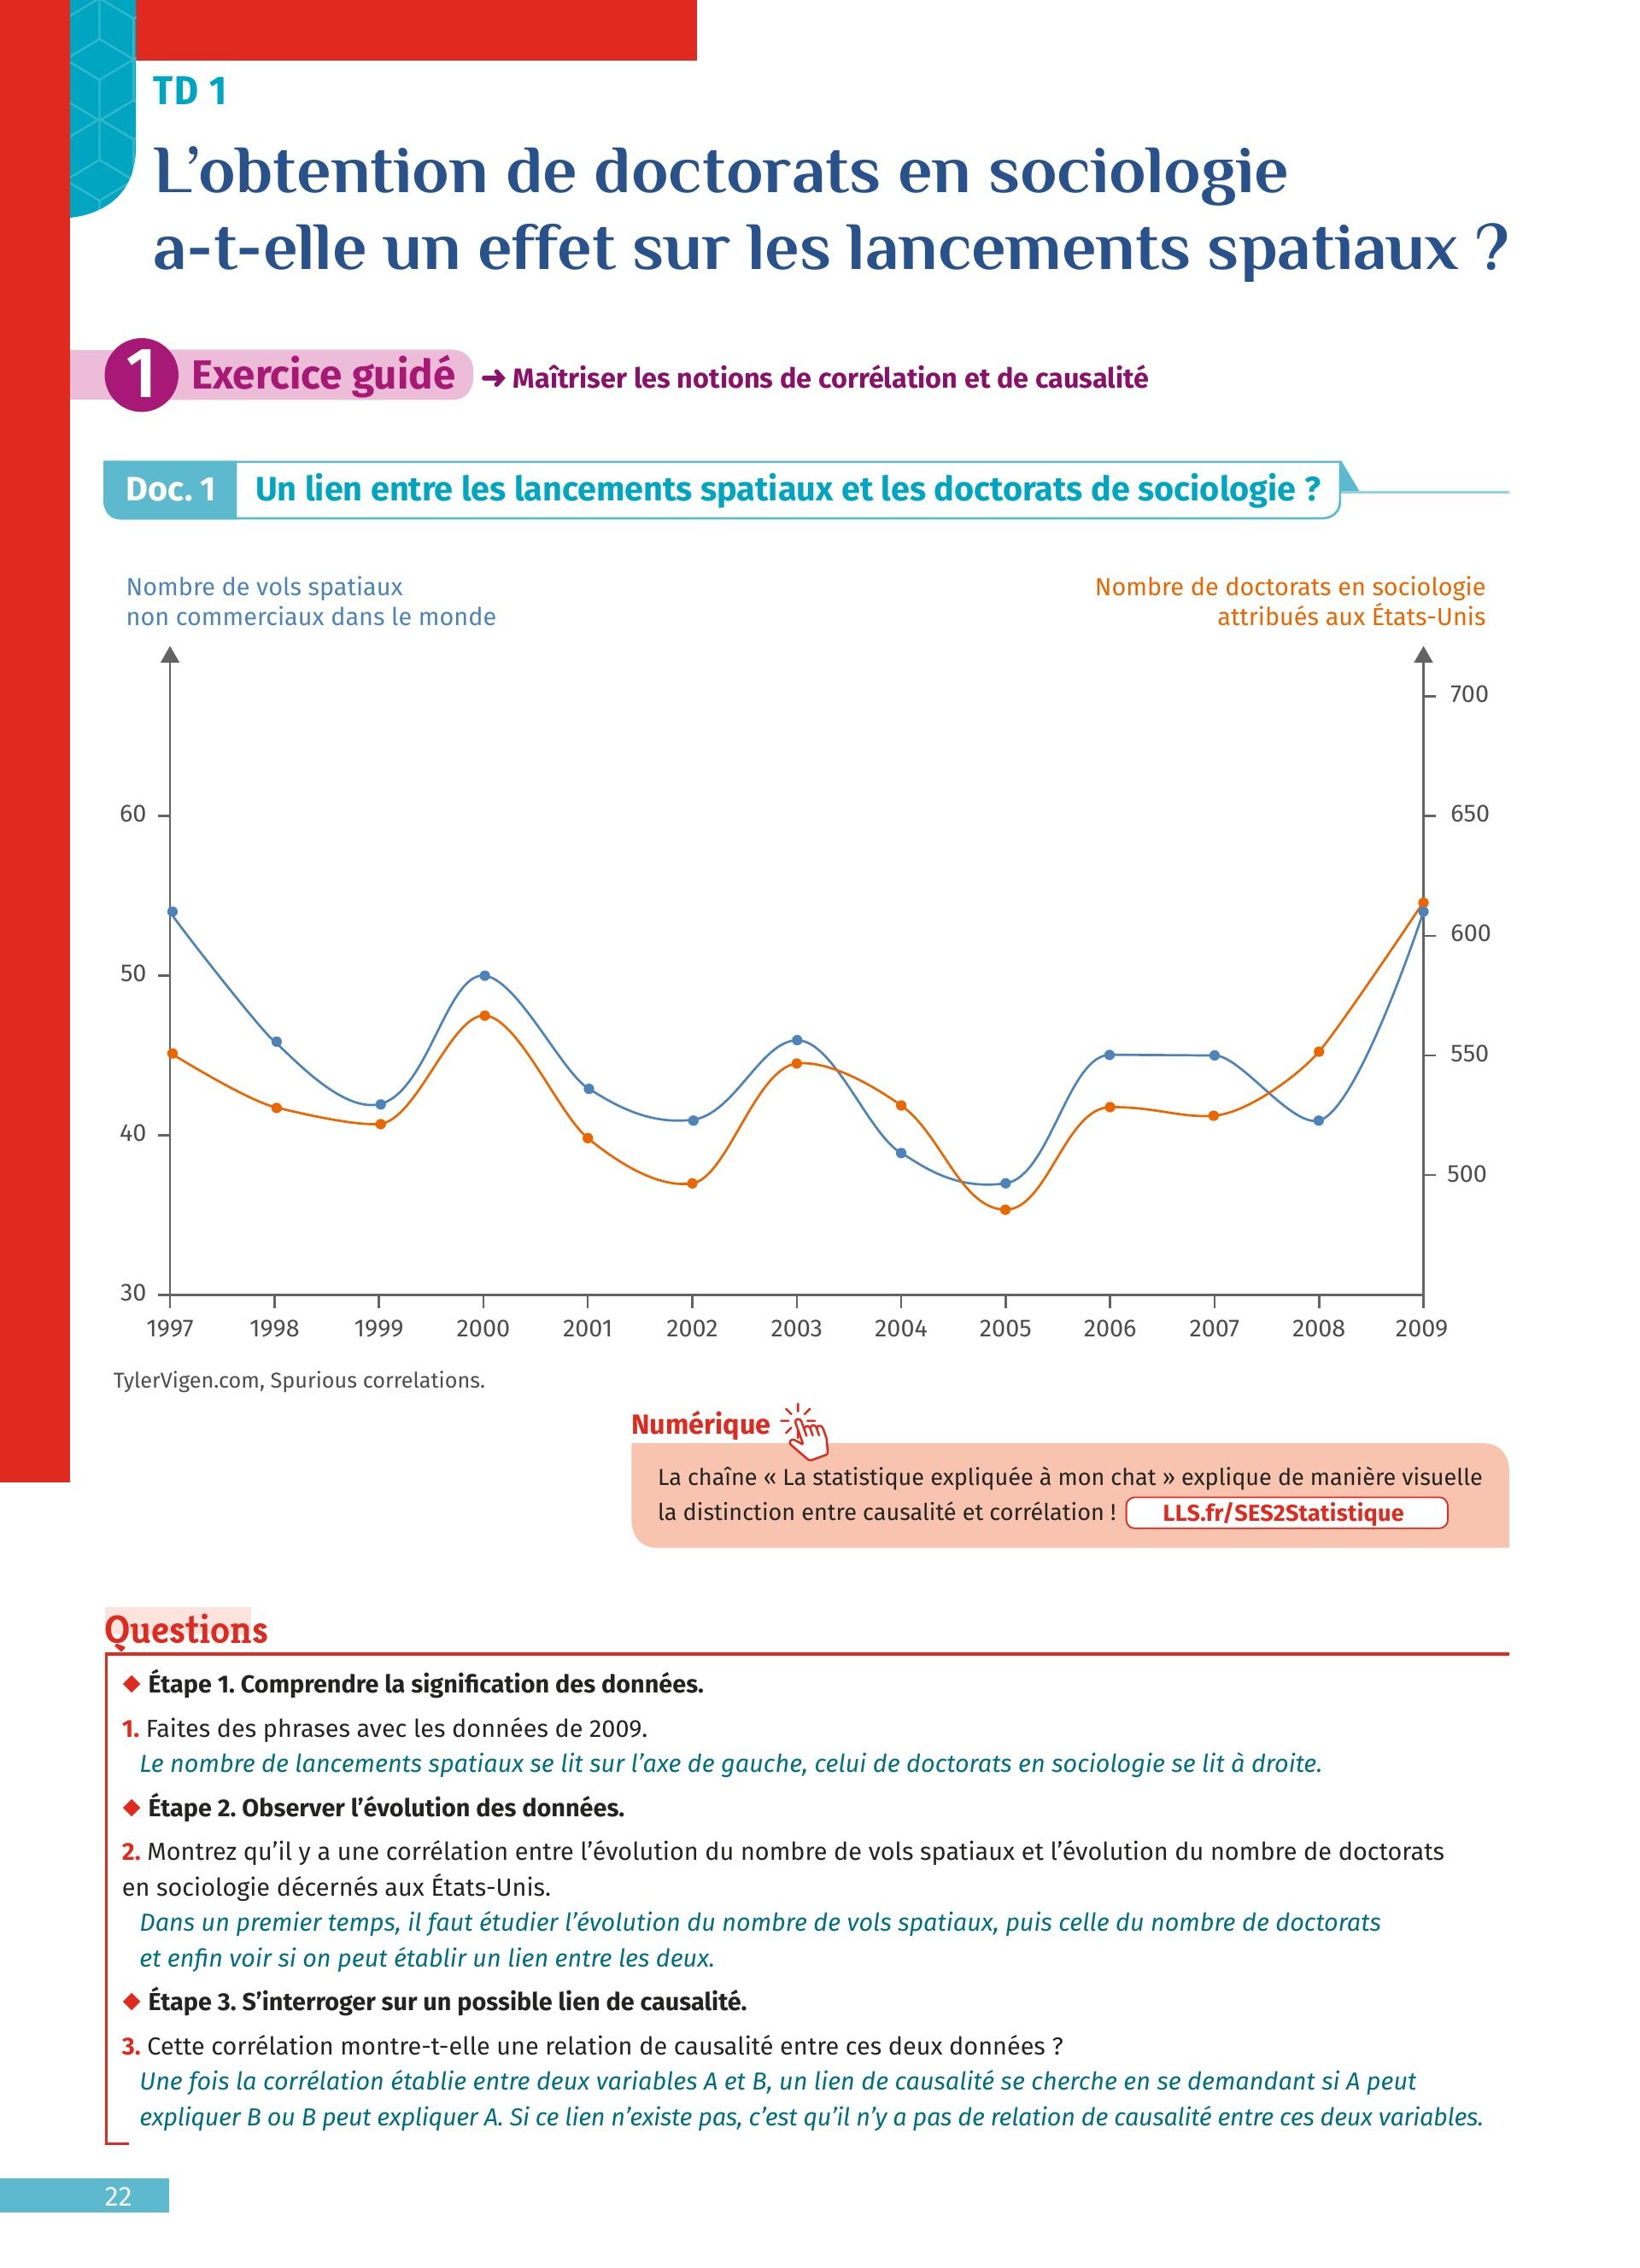 TD 1
L’obtention de doctorats en sociologie
a-t-elle un effet sur les lancements spatiaux ?
1 Exercice guidé ➜ Maîtriser les notions de corrélation et de causalité
Doc. 1 Un lien entre les lancements spatiaux et les doctorats de sociologie ?
Nombre de vols spatiaux
non commerciaux dans le monde
Nombre de doctorats en sociologie
attribués aux États-Unis
60
50
40
30
700
650
600
550
500
1997 1998 1999 2000 2001 2002 2003 2004 2005 2006 2007 2008 2009
TylerVigen.com, Spurious correlations.
Numérique
La chaîne « La statistique expliquée à mon chat » explique de manière visuelle
la distinction entre causalité et corrélation ! LLS.fr/SES2Statistique
Questions
◆ Étape 1. Comprendre la signification des données.
1. Faites des phrases avec les données de 2009.
Le nombre de lancements spatiaux se lit sur l’axe de gauche, celui de doctorats en sociologie se lit à droite.
◆ Étape 2. Observer l’évolution des données.
2. Montrez qu’il y a une corrélation entre l’évolution du nombre de vols spatiaux et l’évolution du nombre de doctorats
en sociologie décernés aux États-Unis.
Dans un premier temps, il faut étudier l’évolution du nombre de vols spatiaux, puis celle du nombre de doctorats
et enfin voir si on peut établir un lien entre les deux.
◆ Étape 3. S’interroger sur un possible lien de causalité.
3. Cette corrélation montre-t-elle une relation de causalité entre ces deux données ?
Une fois la corrélation établie entre deux variables A et B, un lien de causalité se cherche en se demandant si A peut
expliquer B ou B peut expliquer A. Si ce lien n’existe pas, c’est qu’il n’y a pas de relation de causalité entre ces deux variables.
22